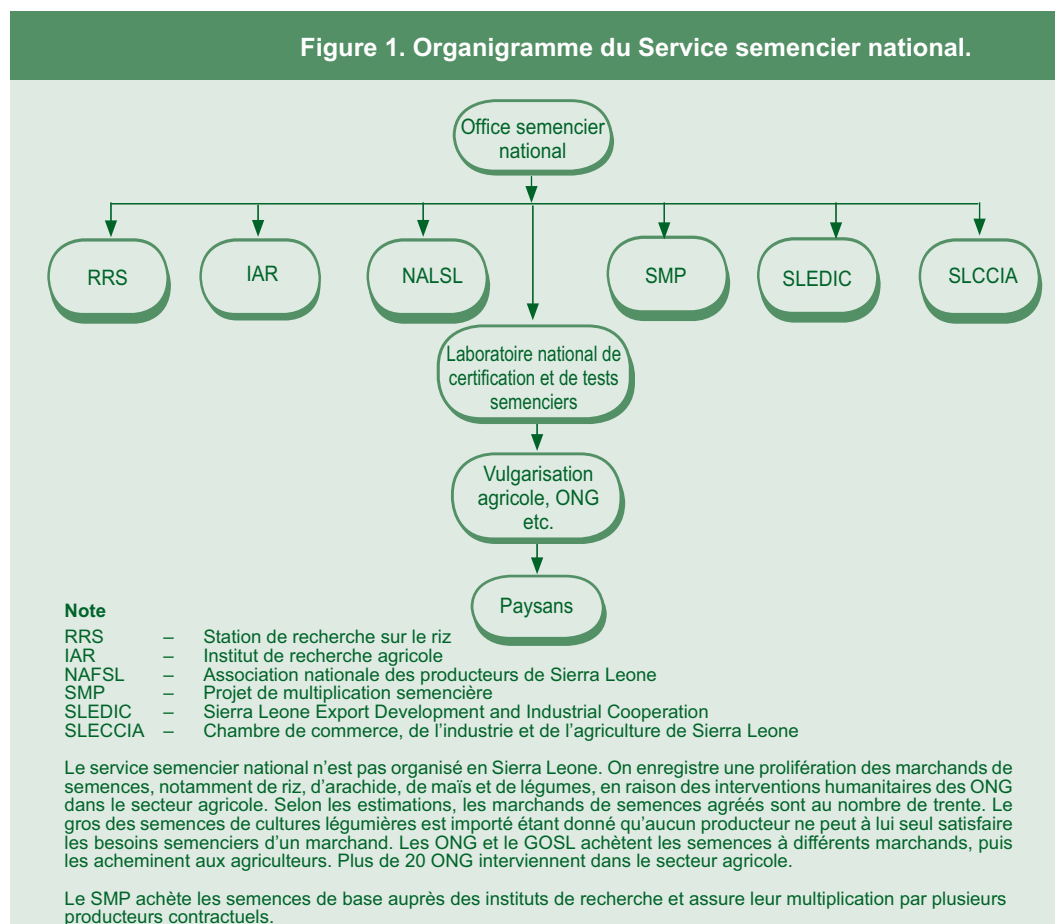 Figure 1. Organigramme du Service semencier national.
Office semencier
national
RRS
IAR
NALSL
SMP
SLEDIC
SLCCIA
Laboratoire national de
certification et de tests
semenciers
Vulgarisation
agricole, ONG
etc.
Paysans
Note
RRS – Station de recherche sur le riz
IAR – Institut de recherche agricole
NAFSL – Association nationale des producteurs de Sierra Leone
SMP – Projet de multiplication semencière
SLEDIC – Sierra Leone Export Development and Industrial Cooperation
SLECCIA – Chambre de commerce, de l'industrie et de l'agriculture de Sierra Leone
Le service semencier national n'est pas organisé en Sierra Leone. On enregistre une prolifération des marchands de
semences, notamment de riz, d'arachide, de maïs et de légumes, en raison des interventions humanitaires des ONG
dans le secteur agricole. Selon les estimations, les marchands de semences agréés sont au nombre de trente. Le
gros des semences de cultures légumières est importé étant donné qu'aucun producteur ne peut à lui seul satisfaire
les besoins semenciers d'un marchand. Les ONG et le GOSL achètent les semences à différents marchands, puis
les acheminent aux agriculteurs. Plus de 20 ONG interviennent dans le secteur agricole.
Le SMP achète les semences de base auprès des instituts de recherche et assure leur multiplication par plusieurs
producteurs contractuels.